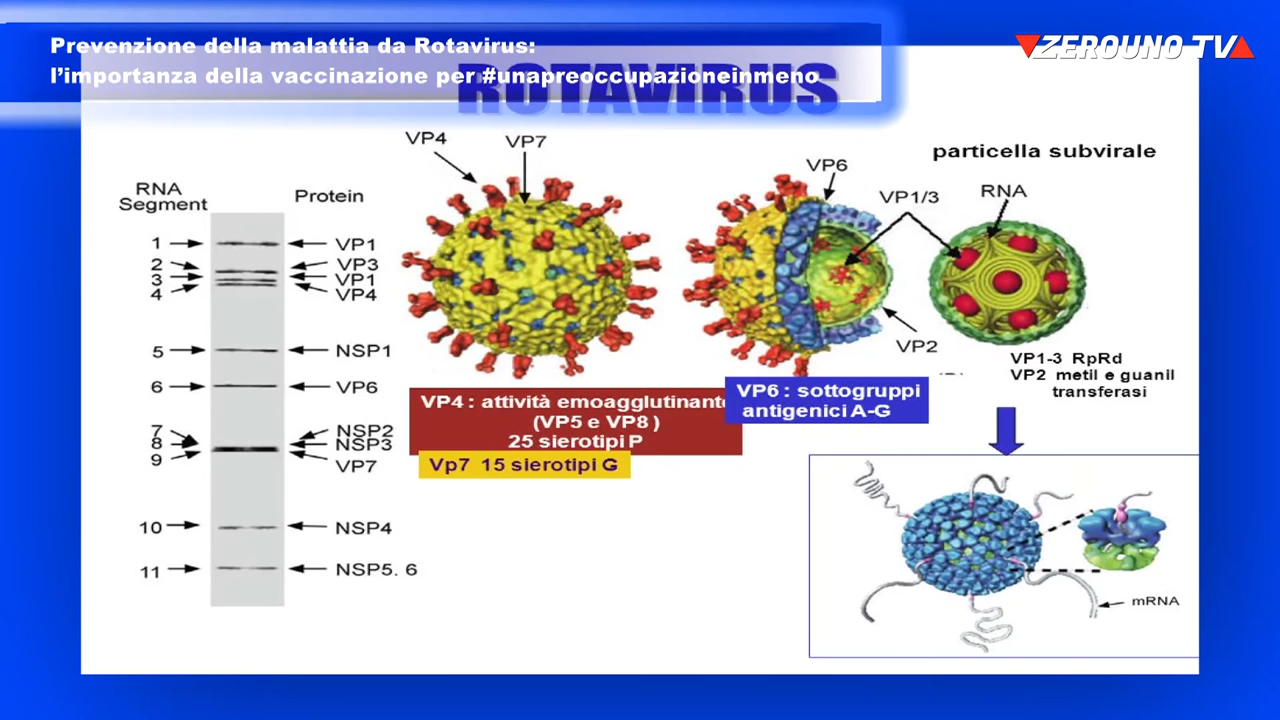 Prevenzione della malattia da Rotavirus:
l'importanza della vaccinazione per #unapreoccupazioneinmeno
ZEROUNO TV
ROTAVIRUS
RNA
Segment
Protein
1
2
3
4
5
6
7
8
9
10
11
VP1
VP3
VP1
VP4
NSP1
VP6
NSP2
NSP3
VP7
NSP4
NSP5. 6
VP4
VP7
VP6
VP1/3
RNA
VP2
particella subvirale
VP1-3 RpRd
VP2 metil e guanil
transferasi
VP4 : attività emoagglutinante
(VP5 e VP8 )
25 sierotipi P
Vp7 15 sierotipi G
VP6 : sottogruppi
antigenici A-G
mRNA